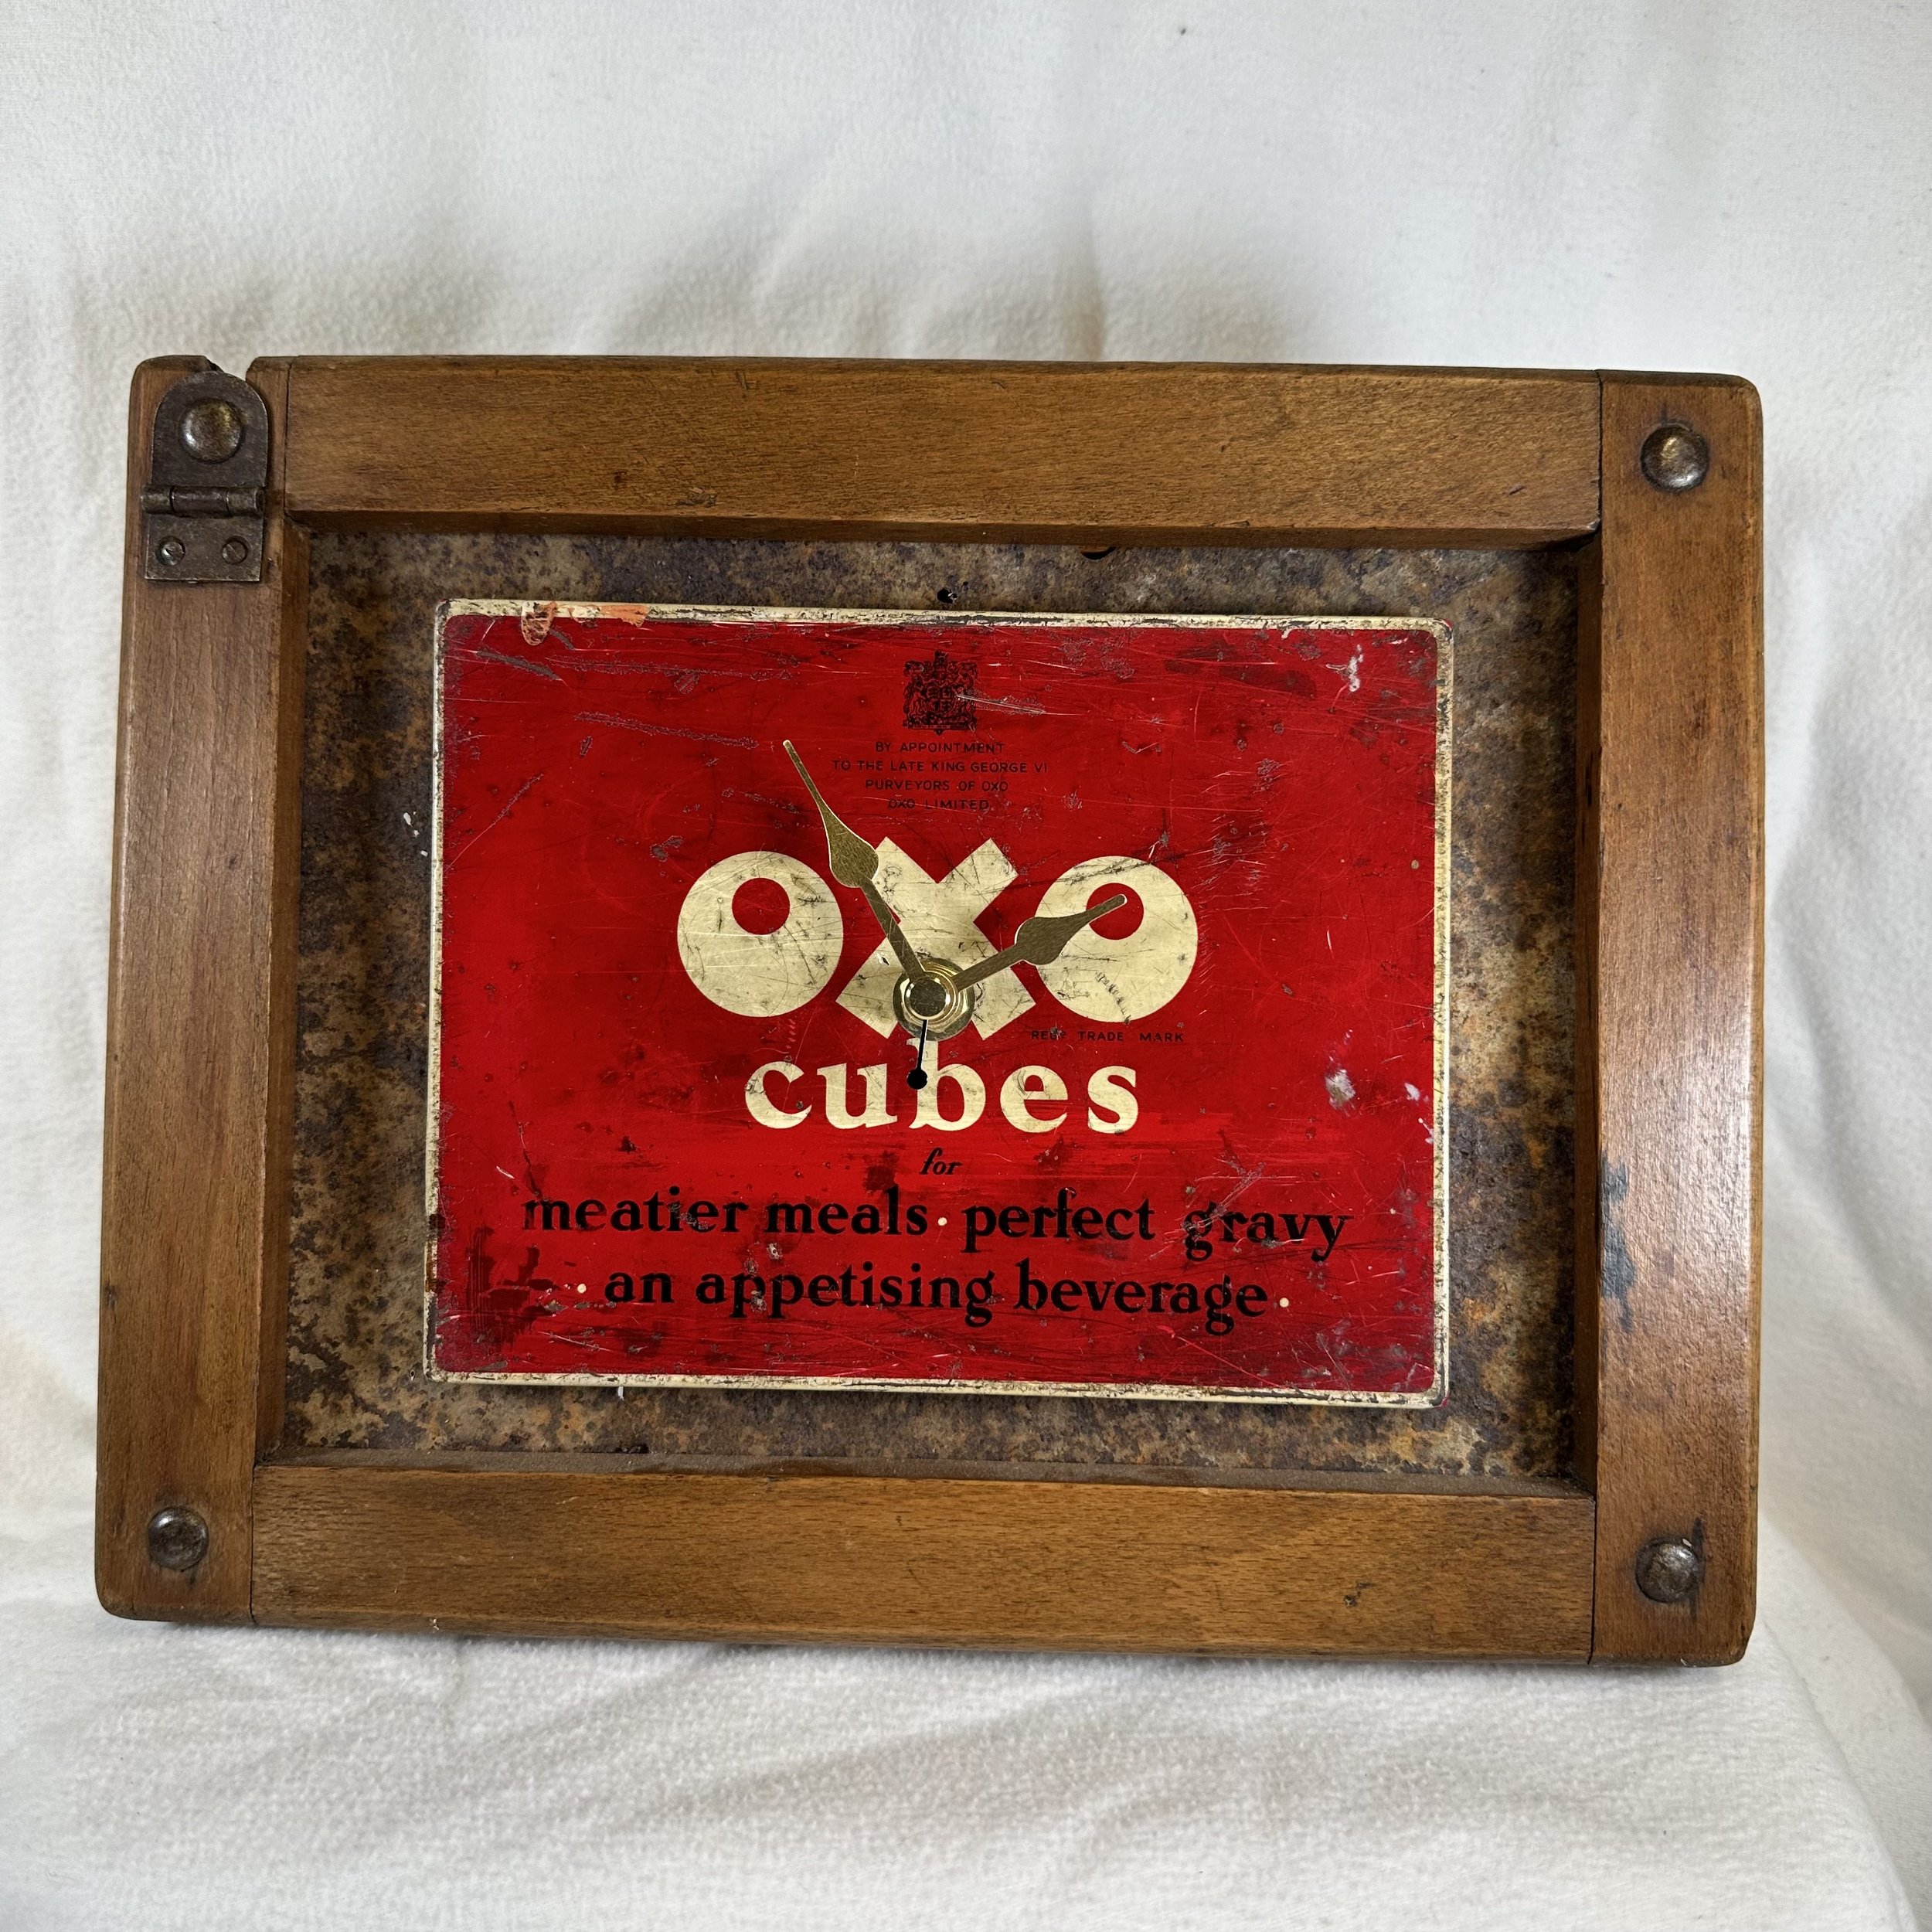 BY APPOINTMENT
TO THE LATE KING GEORGE VI
PURVEYORS OF OXO
OXO LIMITED
OXO
REGD TRADE MARK
cubes
for
meatier meals · perfect gravy
· an appetising beverage ·